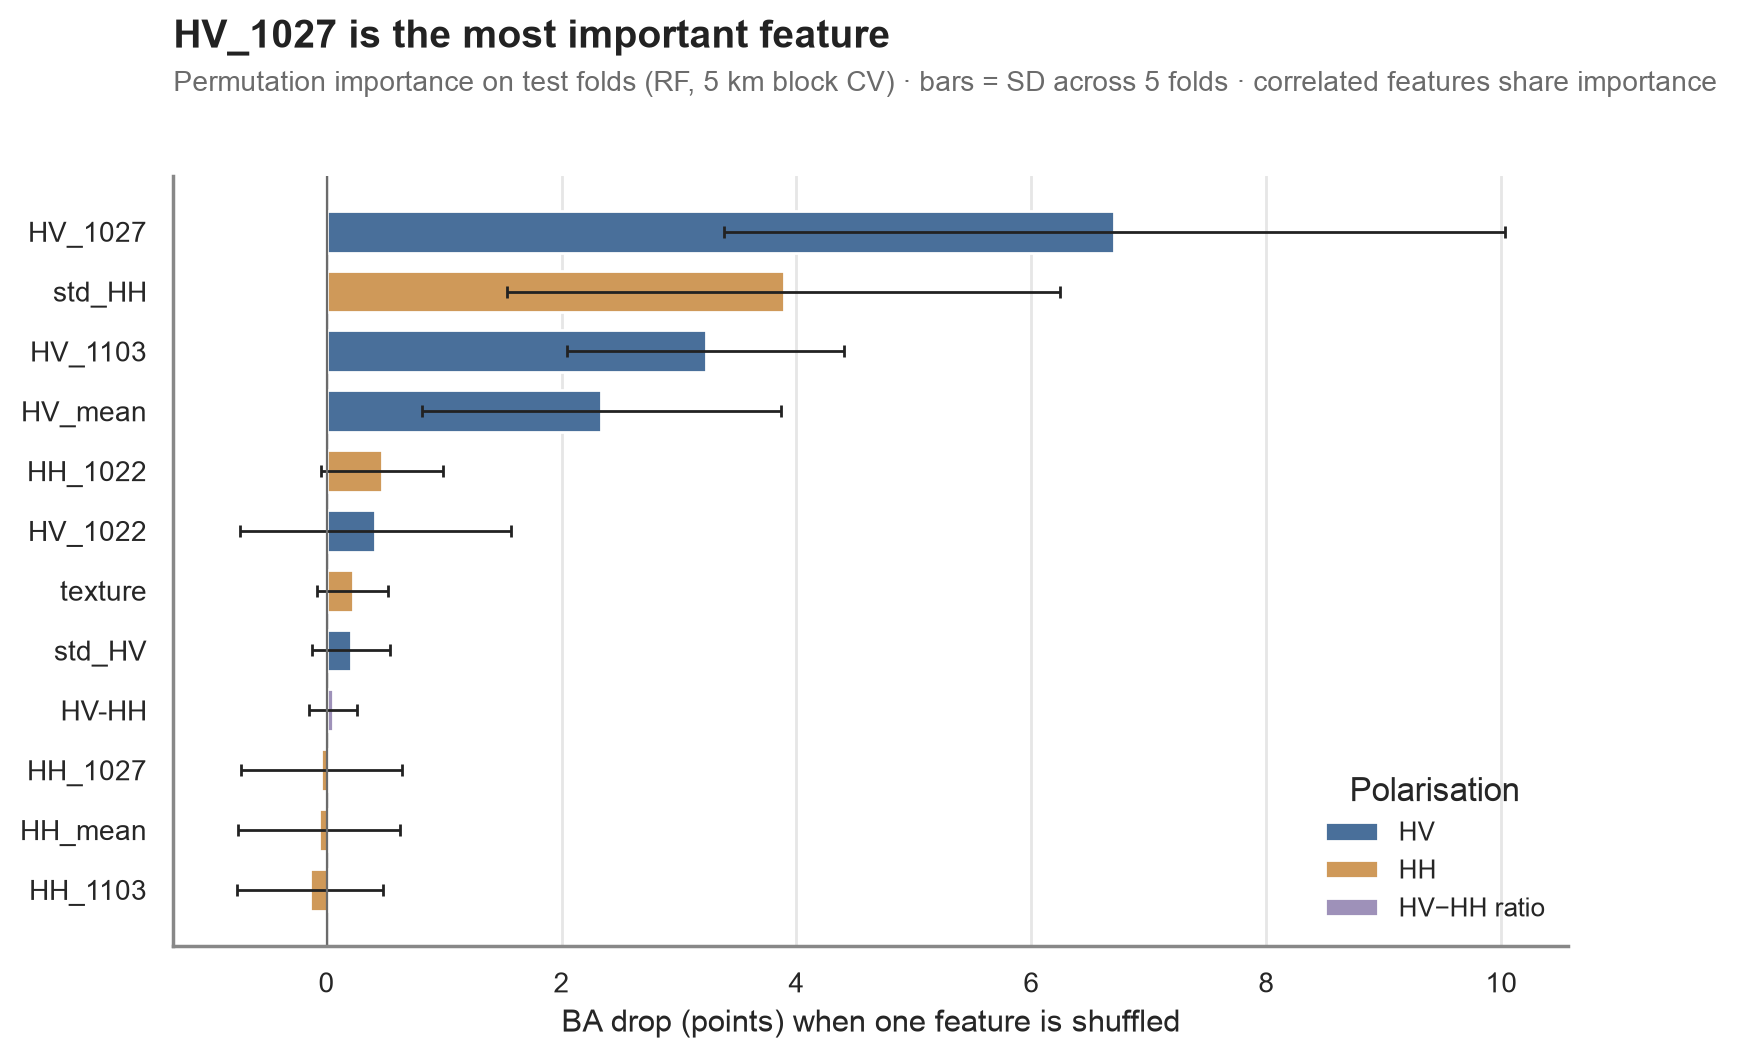 HV_1027 is the most important feature
Permutation importance on test folds (RF, 5 km block CV) · bars = SD across 5 folds · correlated features share importance
HV_1027
std_HH
HV_1103
HV_mean
HH_1022
HV_1022
texture
std_HV
HV-HH
HH_1027
HH_mean
HH_1103
Polarisation
HV
HH
HV−HH ratio
0 2 4 6 8 10
BA drop (points) when one feature is shuffled